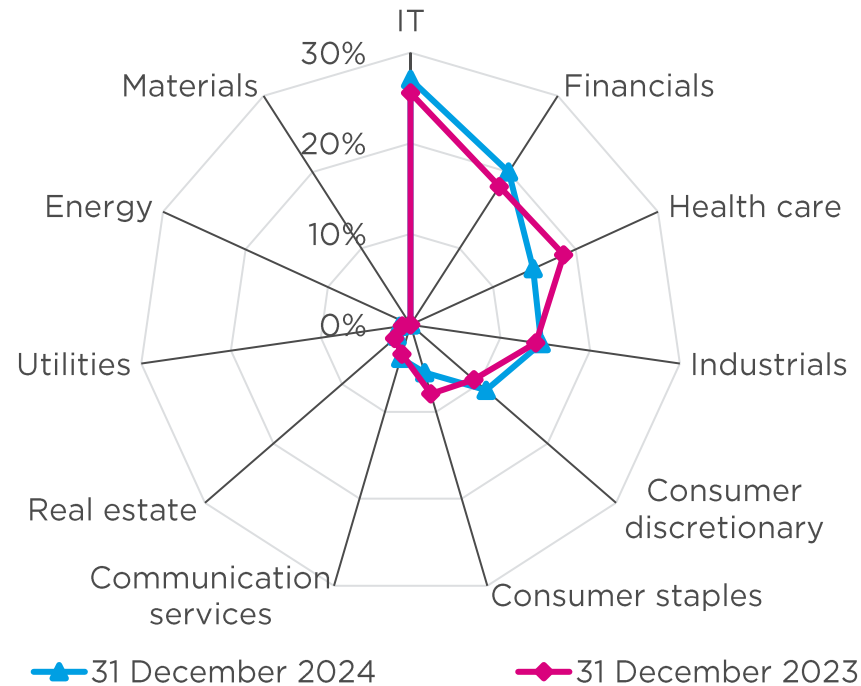 IT
30%
Materials
Financials
20%
Energy
Health care
10%
0%
Utilities
Industrials
Consumer
discretionary
Real estate
Communication
services
Consumer staples
31 December 2024
31 December 2023